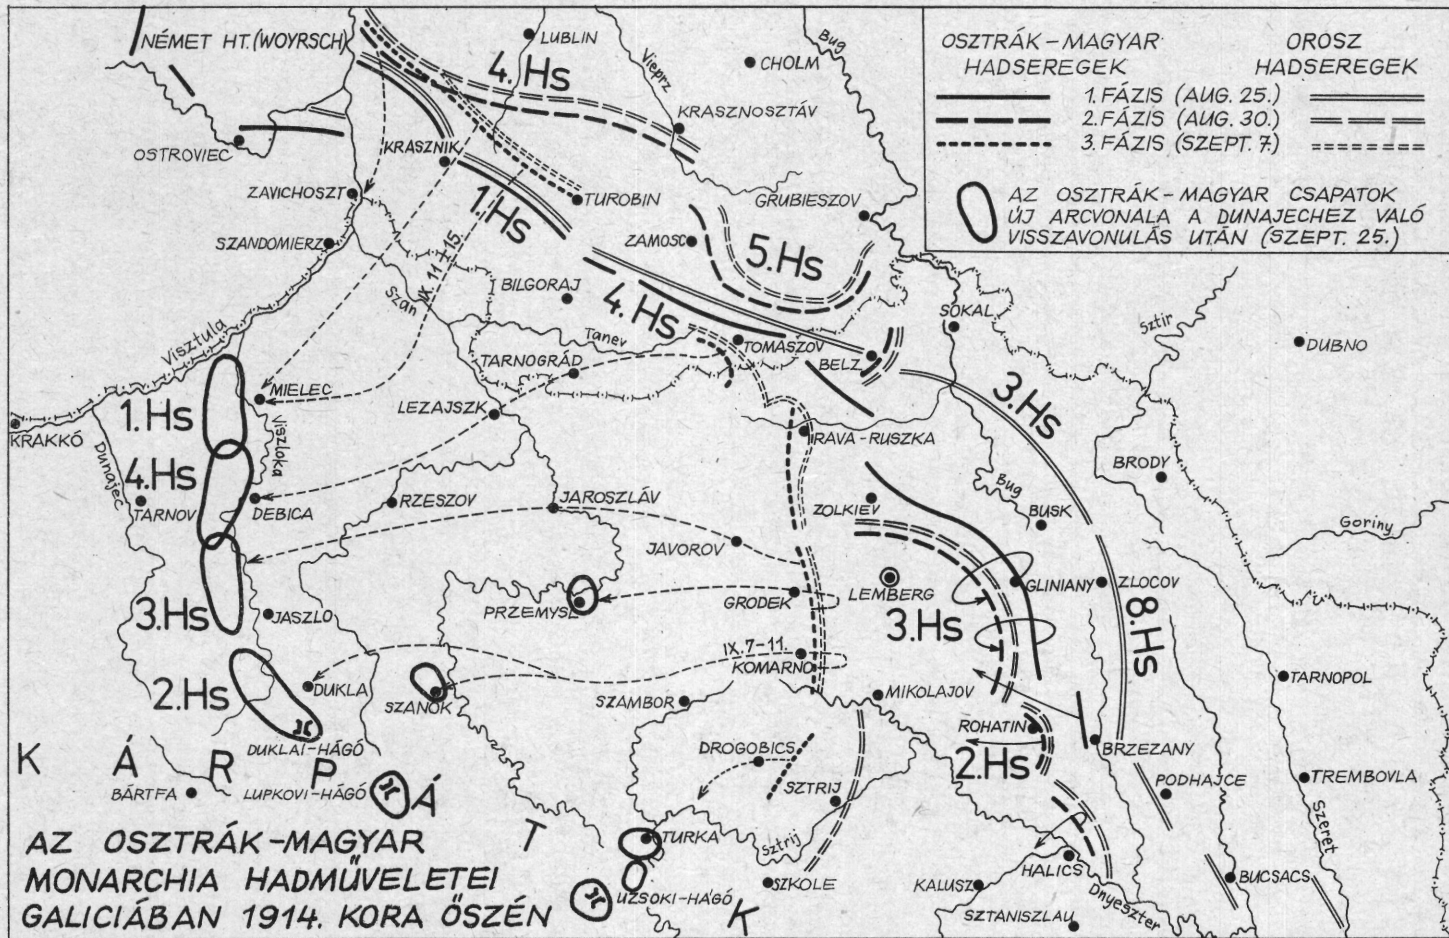 NÉMET HT. (WOYRSCH)
LUBLIN
4. Hs
Vieprz
CHOLM
Bug
KRASZNOSZTÁV
OSTROVIEC
KRASZNIK
ZAVICHOSZT
1. Hs
TUROBIN
GRUBIESZOV
SZANDOMIERZ
ZAMOSC
5. Hs
Szan
IX. 11–15.
BILGORAJ
4. Hs
Tanev
TOMASZOV
SOKAL
Sztir
DUBNO
Visztula
TARNOGRÁD
BELZ
MIELEC
1. Hs
LEZAJSZK
3. Hs
KRAKKÓ
Dunajec
Viszloka
RAVA-RUSZKA
4. Hs
BRODY
TARNOV
DEBICA
RZESZOV
JAROSZLÁV
ZOLKIEV
Bug
BUSK
Goriny
JAVOROV
PRZEMYSL
GRODEK
LEMBERG
GLINIANY
ZLOCOV
3. Hs
JASZLO
3. Hs
8. Hs
IX. 7–11.
KOMARNO
2. Hs
DUKLA
SZANOK
SZAMBOR
MIKOLAJOV
TARNOPOL
ROHATIN
DUKLAI-HÁGÓ
DROGOBICS
2. Hs
BRZEZANY
K Á R P Á T K
BÁRTFA
LUPKOVI-HÁGÓ
SZTRIJ
PODHAJCE
TREMBOVLA
TURKA
Sztrij
Szeret
HALICS
UZSOKI-HÁGÓ
SZKOLE
KALUSZ
Dnyeszter
BUCSACS
SZTANISZLAU
OSZTRÁK–MAGYAR HADSEREGEK
OROSZ HADSEREGEK
1. FÁZIS (AUG. 25.)
2. FÁZIS (AUG. 30.)
3. FÁZIS (SZEPT. 7.)
AZ OSZTRÁK–MAGYAR CSAPATOK
ÚJ ARCVONALA A DUNAJECHEZ VALÓ
VISSZAVONULÁS UTÁN (SZEPT. 25.)
AZ OSZTRÁK–MAGYAR
MONARCHIA HADMŰVELETEI
GALICIÁBAN 1914. KORA ŐSZÉN